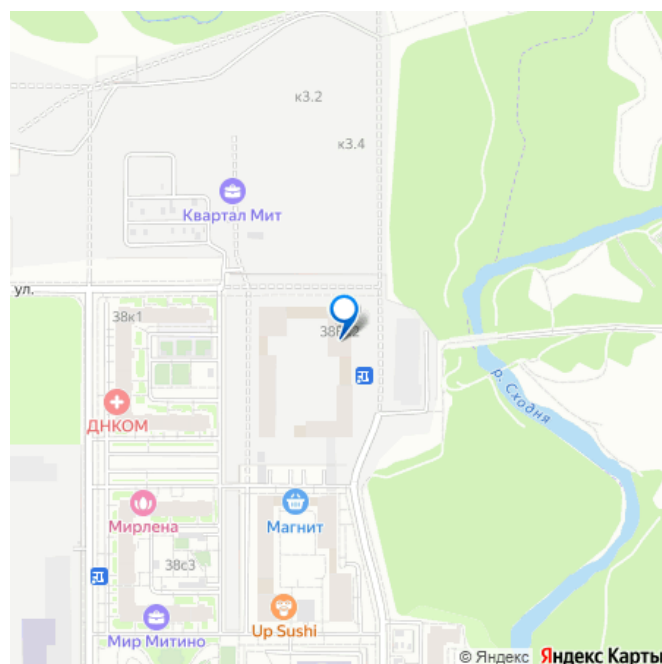 к3.2
к3.4
Квартал Мит
ул.
38к1
ДНКОМ
Мирлена
Магнит
38с3
Мир Митино
Up Sushi
р. Сходня
© Яндекс Яндекс Карты